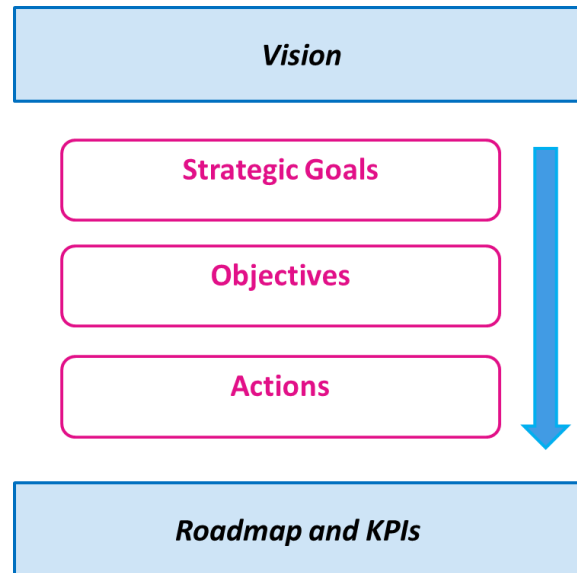 Vision
Strategic Goals
Objectives
Actions
Roadmap and KPIs